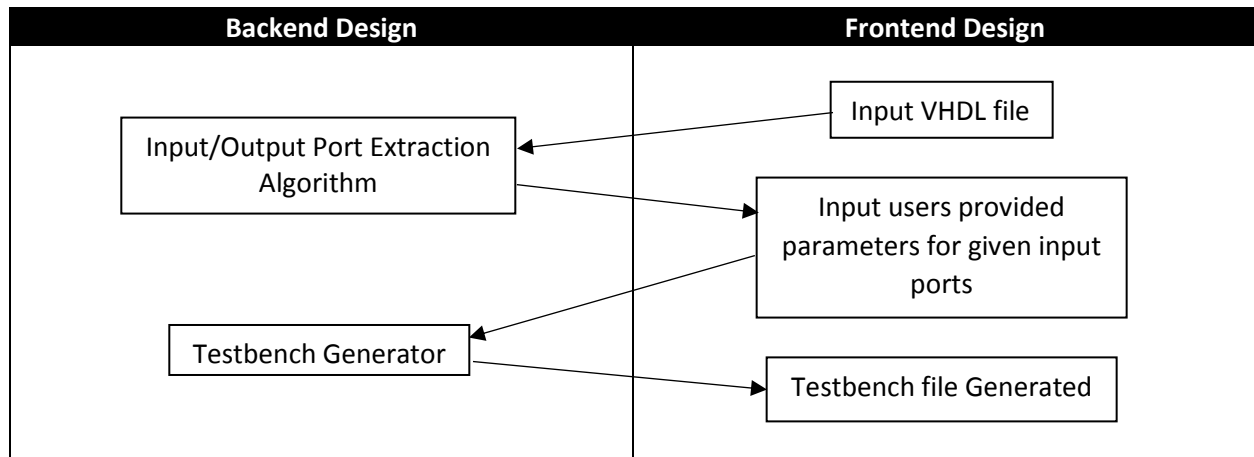 Backend Design
Frontend Design
Input VHDL file
Input/Output Port Extraction
Algorithm
Input users provided
parameters for given input
ports
Testbench Generator
Testbench file Generated